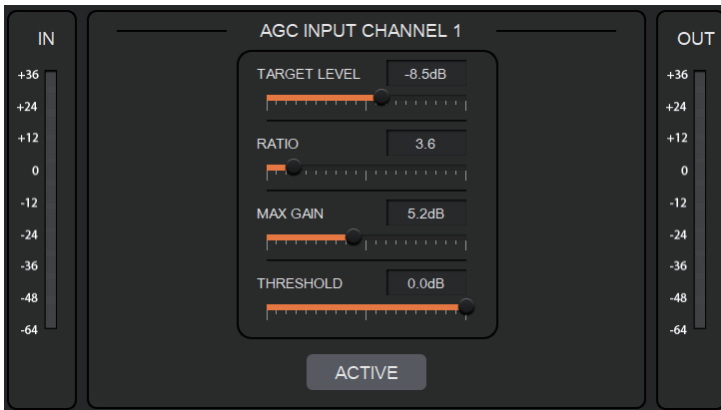 IN
+36
+24
+12
0
-12
-24
-36
-48
-64
AGC INPUT CHANNEL 1
TARGET LEVEL -8.5dB
RATIO 3.6
MAX GAIN 5.2dB
THRESHOLD 0.0dB
ACTIVE
OUT
+36
+24
+12
0
-12
-24
-36
-48
-64